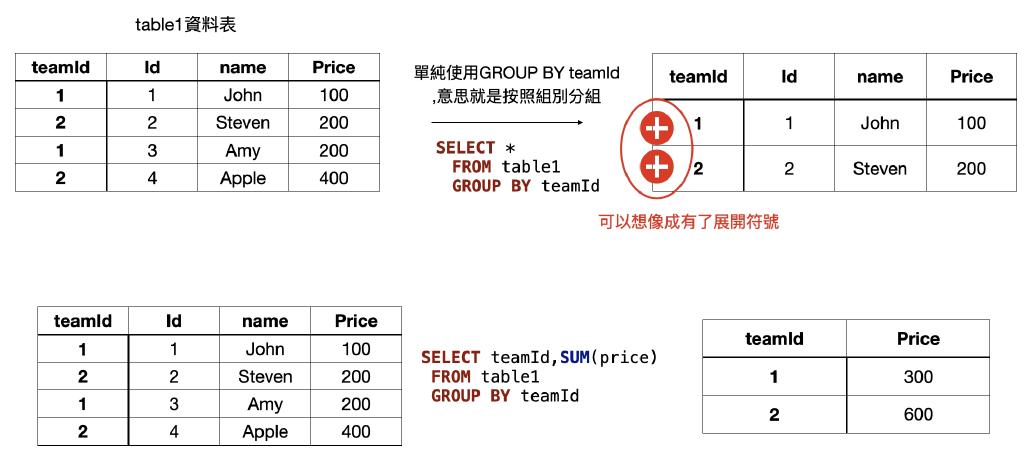 table1資料表
teamId Id name Price
1 1 John 100
2 2 Steven 200
1 3 Amy 200
2 4 Apple 400
單純使用GROUP BY teamId
,意思就是按照組別分組
SELECT *
FROM table1
GROUP BY teamId
teamId Id name Price
1 1 John 100
2 2 Steven 200
可以想像成有了展開符號
teamId Id name Price
1 1 John 100
2 2 Steven 200
1 3 Amy 200
2 4 Apple 400
SELECT teamId,SUM(price)
FROM table1
GROUP BY teamId
teamId Price
1 300
2 600